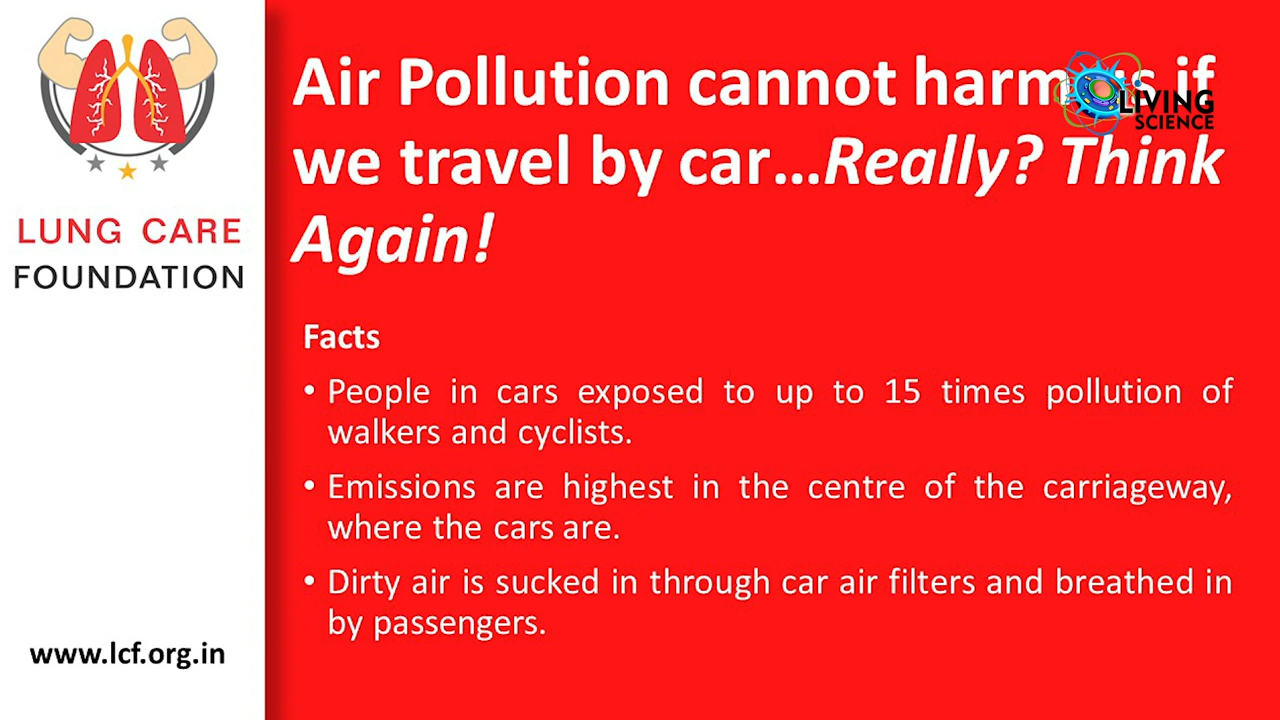 LUNG CARE
FOUNDATION
www.lcf.org.in
Air Pollution cannot harm us if
we travel by car...Really? Think
Again!
LIVING
SCIENCE
Facts
• People in cars exposed to up to 15 times pollution of
walkers and cyclists.
• Emissions are highest in the centre of the carriageway,
where the cars are.
• Dirty air is sucked in through car air filters and breathed in
by passengers.